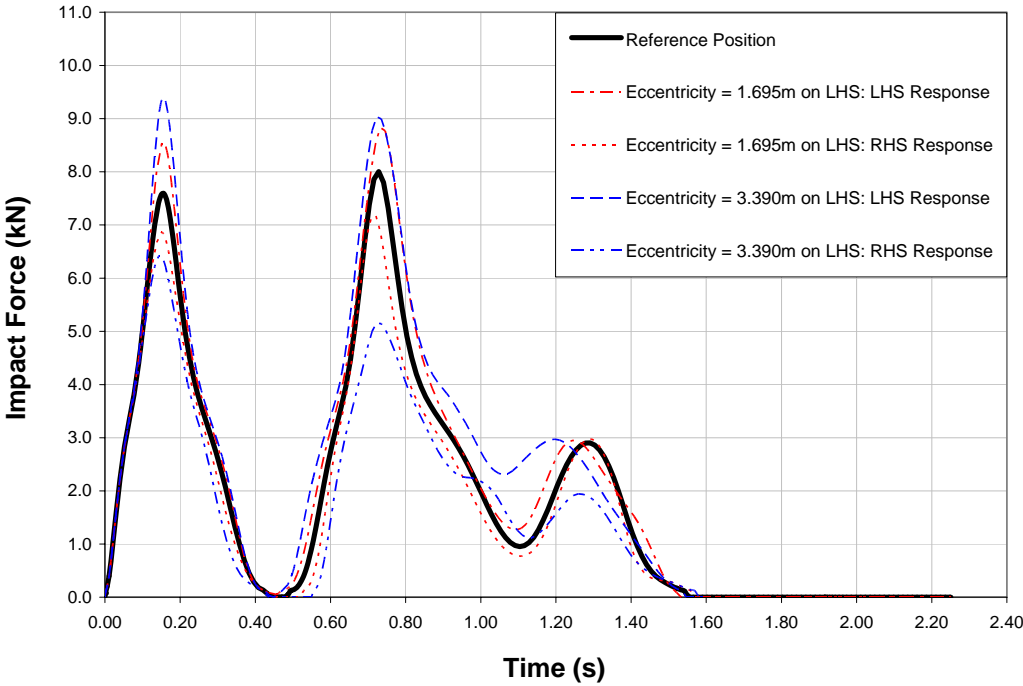 11.0
10.0
9.0
8.0
7.0
6.0
5.0
4.0
3.0
2.0
1.0
0.0
Impact Force (kN)
Reference Position
Eccentricity = 1.695m on LHS: LHS Response
Eccentricity = 1.695m on LHS: RHS Response
Eccentricity = 3.390m on LHS: LHS Response
Eccentricity = 3.390m on LHS: RHS Response
0.00 0.20 0.40 0.60 0.80 1.00 1.20 1.40 1.60 1.80 2.00 2.20 2.40
Time (s)